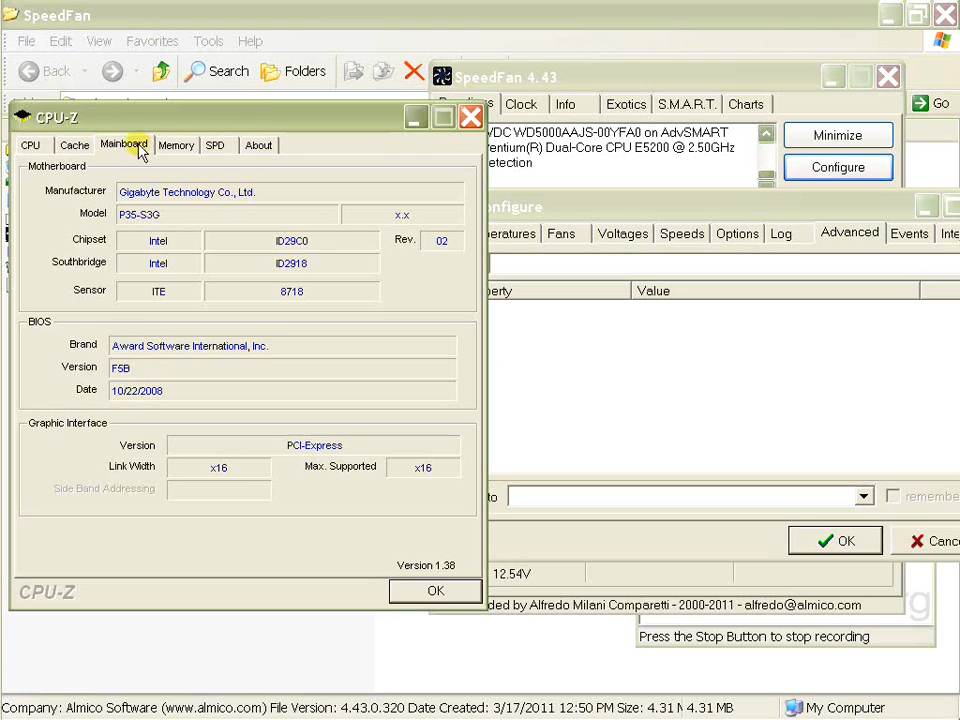 SpeedFan
File Edit View Favorites Tools Help
Back Search Folders
SpeedFan 4.43
Clock Info Exotics S.M.A.R.T. Charts
Go
WDC WD5000AAJS-00YFA0 on AdvSMART
Pentium(R) Dual-Core CPU E5200 @ 2.50GHz
Minimize
Configure
CPU-Z
CPU Cache Mainboard Memory SPD About
Motherboard
Manufacturer Gigabyte Technology Co., Ltd.
Model P35-S3G x.x
Chipset Intel ID29C0 Rev. 02
Southbridge Intel ID2918
Sensor ITE 8718
BIOS
Brand Award Software International, Inc.
Version F5B
Date 10/22/2008
Graphic Interface
Version PCI-Express
Link Width x16 Max. Supported x16
Side Band Addressing
Version 1.38
CPU-Z OK
onfigure
eratures Fans Voltages Speeds Options Log Advanced Events Inte
erty Value
to remembe
OK Canc
12.54V
ded by Alfredo Milani Comparetti - 2000-2011 - alfredo@almico.com
Press the Stop Button to stop recording
Company: Almico Software (www.almico.com) File Version: 4.43.0.320 Date Created: 3/17/2011 12:50 PM Size: 4.31 M 4.31 MB My Computer